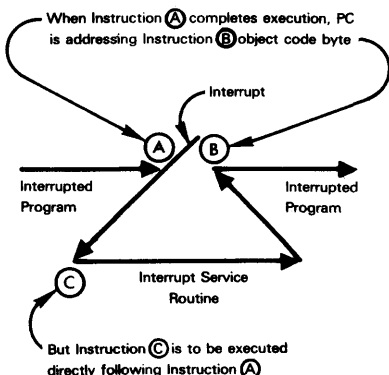 When Instruction Ⓐ completes execution, PC
is addressing Instruction Ⓑ object code byte
Interrupt
A
B
Interrupted
Program
Interrupted
Program
Interrupt Service
Routine
C
But Instruction Ⓒ is to be executed
directly following Instruction Ⓐ